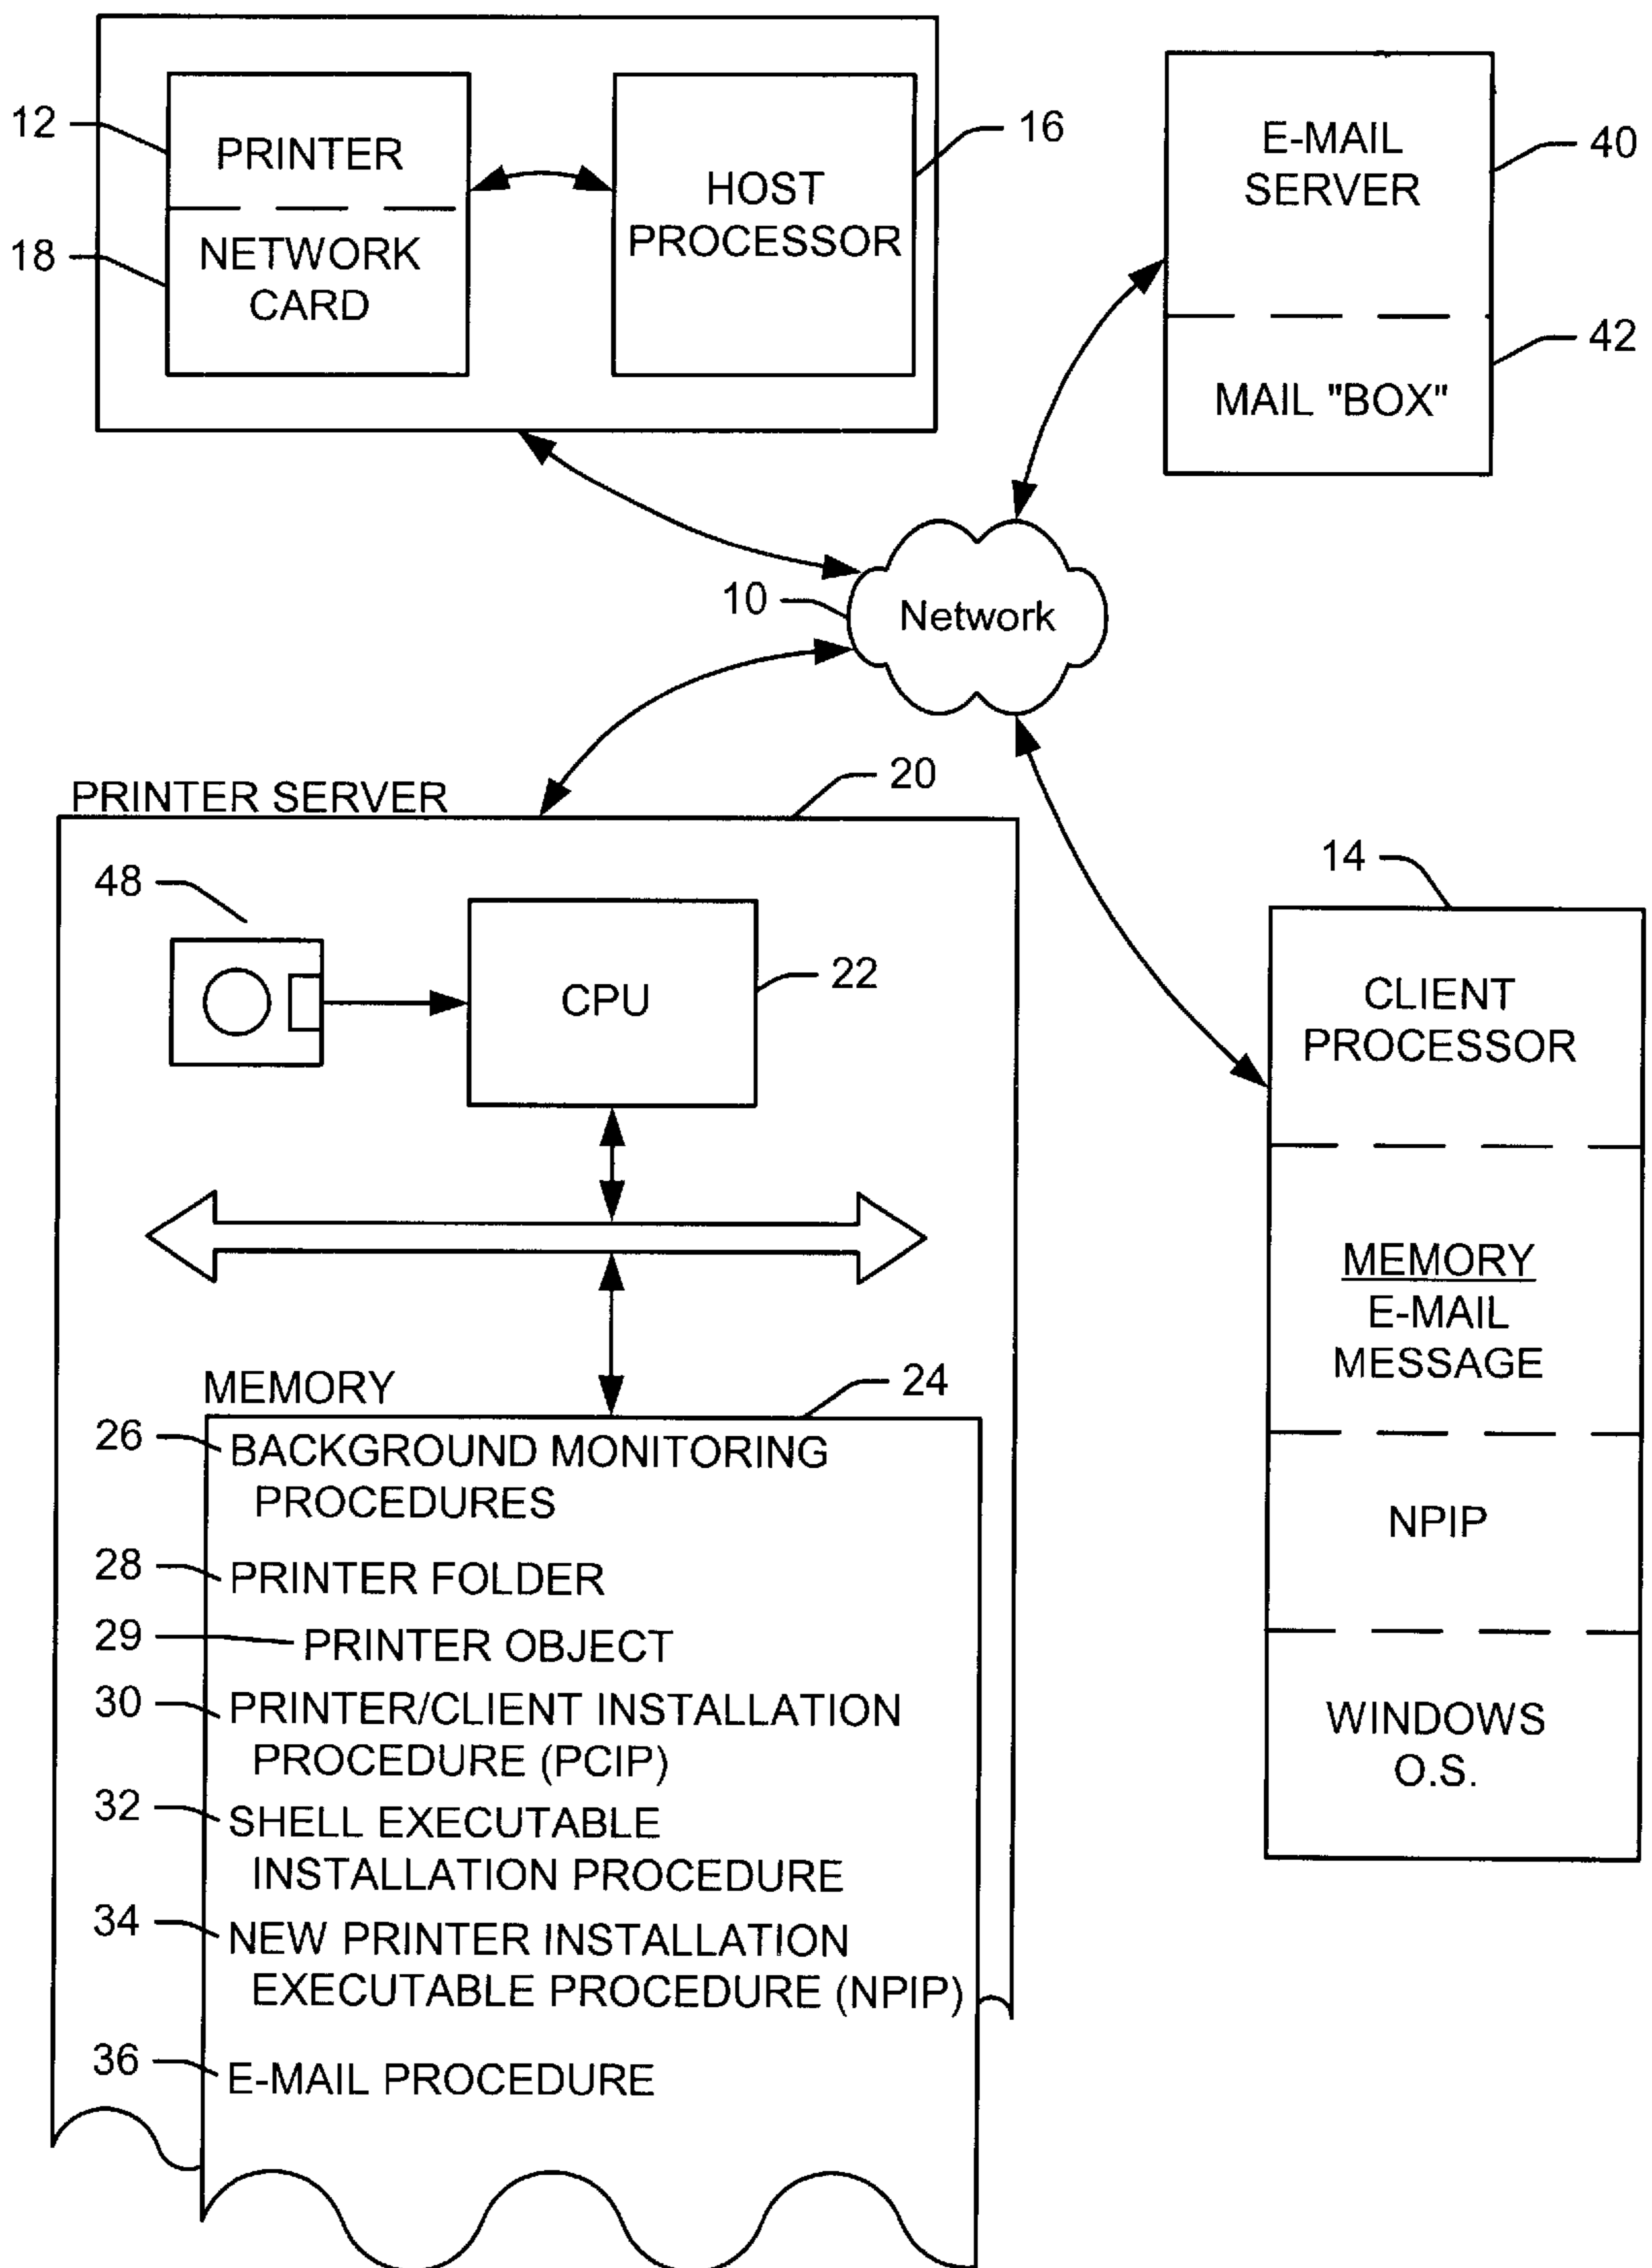 12
PRINTER
18
NETWORK
CARD
HOST
PROCESSOR
16
E-MAIL
SERVER
40
MAIL "BOX"
42
10
Network
PRINTER SERVER
20
48
CPU
22
14
CLIENT
PROCESSOR
MEMORY
E-MAIL
MESSAGE
NPIP
WINDOWS
O.S.
MEMORY
24
26 BACKGROUND MONITORING
PROCEDURES
28 PRINTER FOLDER
29 PRINTER OBJECT
30 PRINTER/CLIENT INSTALLATION
PROCEDURE (PCIP)
32 SHELL EXECUTABLE
INSTALLATION PROCEDURE
34 NEW PRINTER INSTALLATION
EXECUTABLE PROCEDURE (NPIP)
36 E-MAIL PROCEDURE